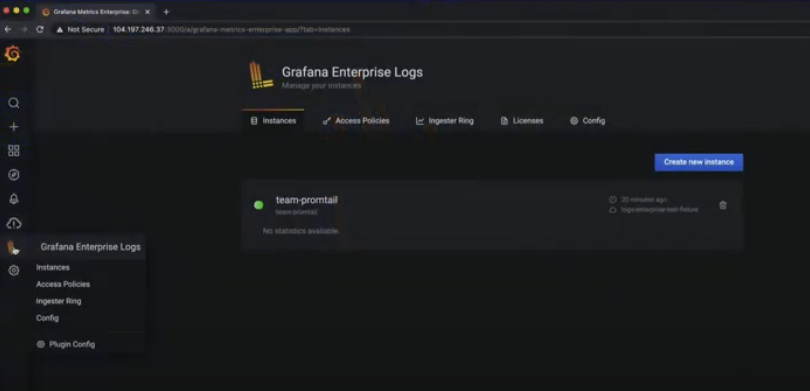 Grafana Metrics Enterprise: Gr
Not Secure | 104.197.246.37:3000/a/grafana-metrics-enterprise-app/?tab=instances
Grafana Enterprise Logs
Manage your instances
Instances
Access Policies
Ingester Ring
Licenses
Config
Create new instance
team-promtail
team-promtail
22 minutes ago
logs-enterprise-test-fixture
No statistics available.
Grafana Enterprise Logs
Instances
Access Policies
Ingester Ring
Config
Plugin Config